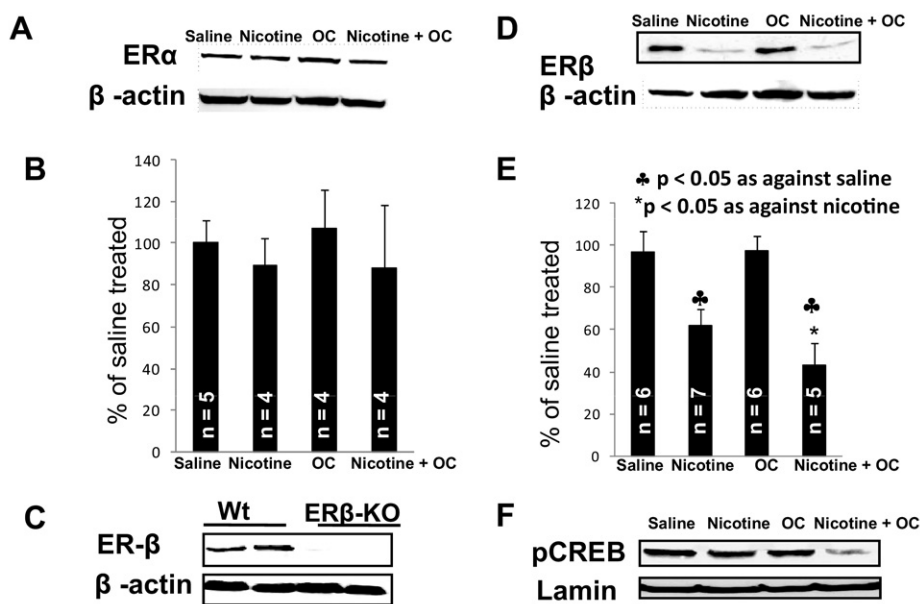 A
Saline Nicotine OC Nicotine + OC
ERα
β -actin
B
140
120
100
80
60
40
20
0
% of saline treated
n = 5
n = 4
n = 4
n = 4
Saline Nicotine OC Nicotine + OC
C
Wt ERβ-KO
ER-β
β -actin
D
Saline Nicotine OC Nicotine + OC
ERβ
β -actin
E
♣ p < 0.05 as against saline
*p < 0.05 as against nicotine
120
100
80
60
40
20
0
% of saline treated
♣
♣
*
n = 6
n = 7
n = 6
n = 5
Saline Nicotine OC Nicotine + OC
F
Saline Nicotine OC Nicotine + OC
pCREB
Lamin